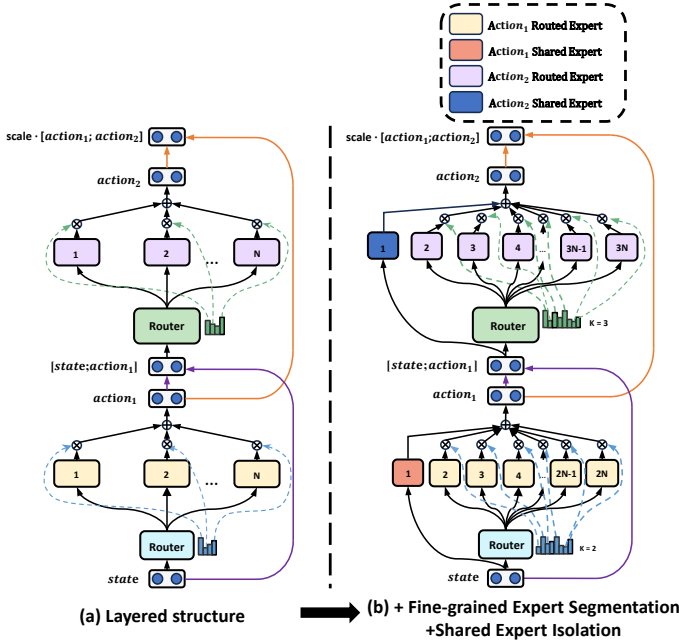 Action₁ Routed Expert
Action₁ Shared Expert
Action₂ Routed Expert
Action₂ Shared Expert
scale · [action₁; action₂]
action₂
1
2
...
N
Router
[state;action₁]
action₁
1
2
...
N
Router
state
(a) Layered structure
scale · [action₁;action₂]
action₂
1
2
3
4
...
3N-1
3N
Router
K = 3
[state;action₁]
action₁
1
2
3
4
...
2N-1
2N
Router
K = 2
state
(b) + Fine-grained Expert Segmentation
+Shared Expert Isolation